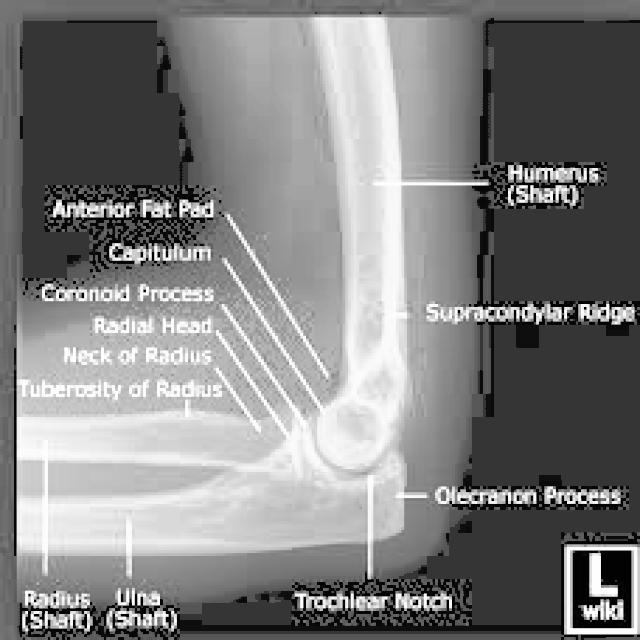 Humerus
(Shaft)
Anterior Fat Pad
Capitulum
Coronoid Process
Radial Head
Supracondylar Ridge
Neck of Radius
Tuberosity of Radius
Olecranon Process
Radius
(Shaft)
Ulna
(Shaft)
Trochlear Notch
L
wiki